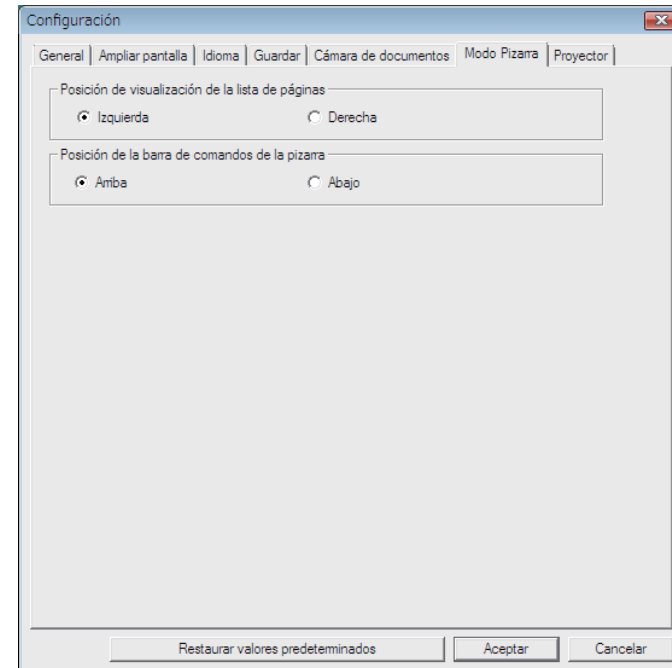 Configuración
General Ampliar pantalla Idioma Guardar Cámara de documentos Modo Pizarra Proyector
Posición de visualización de la lista de páginas
Izquierda Derecha
Posición de la barra de comandos de la pizarra
Arriba Abajo
Restaurar valores predeterminados Aceptar Cancelar